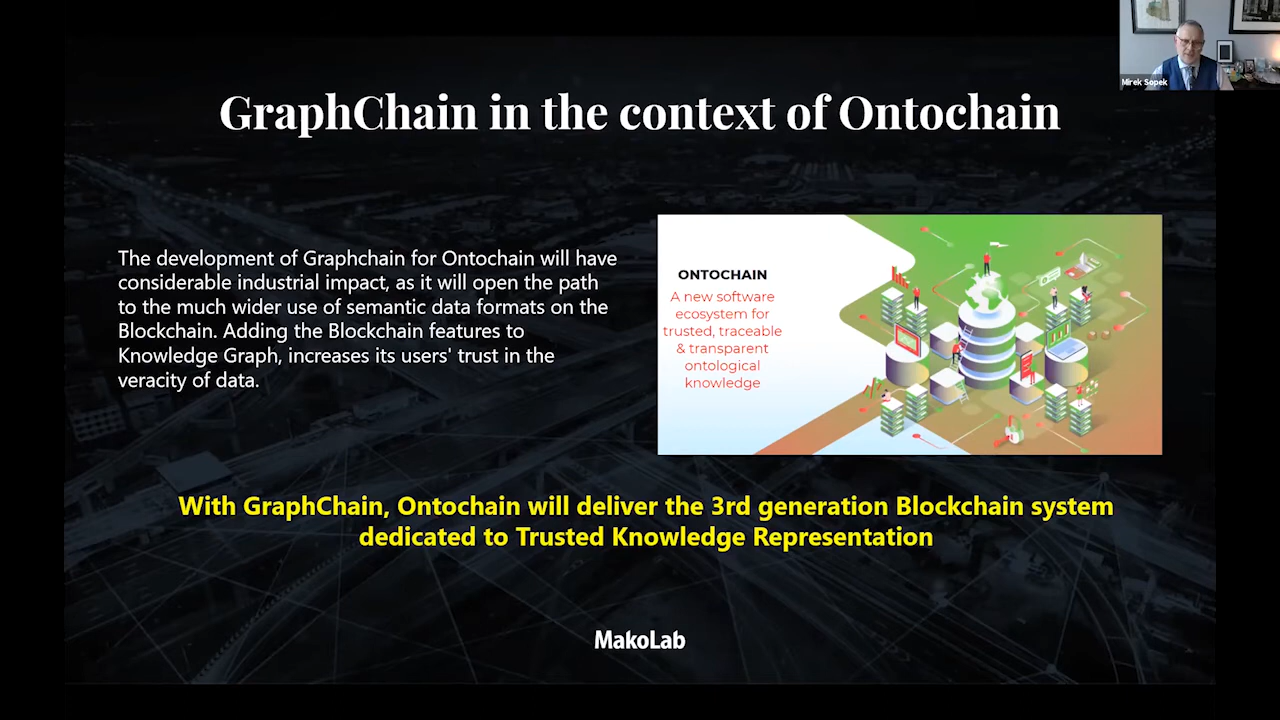 Mirek Sopek
GraphChain in the context of Ontochain
The development of Graphchain for Ontochain will have
considerable industrial impact, as it will open the path
to the much wider use of semantic data formats on the
Blockchain. Adding the Blockchain features to
Knowledge Graph, increases its users' trust in the
veracity of data.
ONTOCHAIN
A new software
ecosystem for
trusted, traceable
& transparent
ontological
knowledge
With GraphChain, Ontochain will deliver the 3rd generation Blockchain system
dedicated to Trusted Knowledge Representation
MakoLab